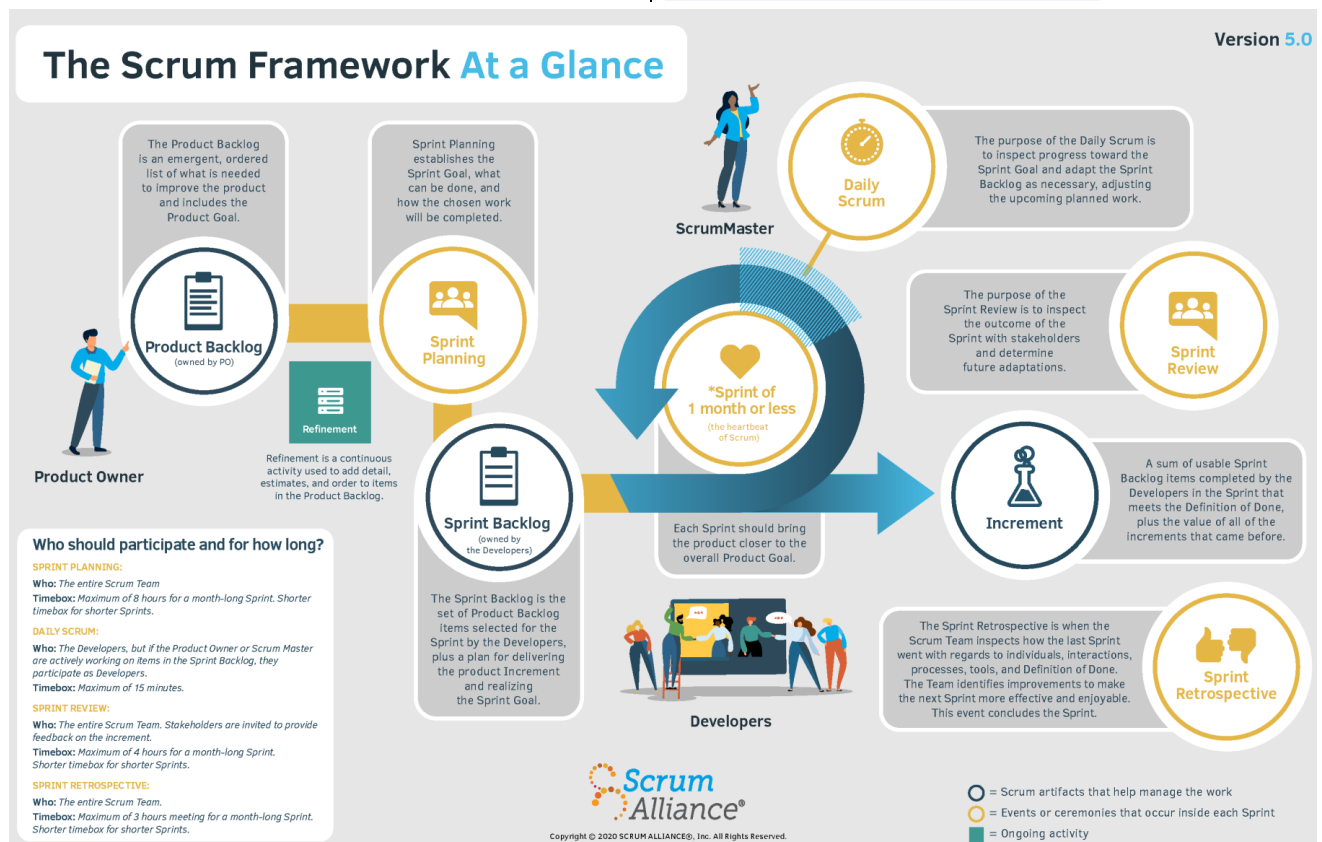 The Scrum Framework At a Glance
Version 5.0
The Product Backlog
is an emergent, ordered
list of what is needed
to improve the product
and includes the
Product Goal.
Product Backlog
(owned by PO)
Product Owner
Sprint Planning
establishes the
Sprint Goal, what
can be done, and
how the chosen work
will be completed.
Sprint
Planning
Refinement
Refinement is a continuous
activity used to add detail,
estimates, and order to items
in the Product Backlog.
Sprint Backlog
(owned by
the Developers)
The Sprint Backlog is the
set of Product Backlog
items selected for the
Sprint by the Developers,
plus a plan for delivering
the product Increment
and realizing
the Sprint Goal.
ScrumMaster
Daily
Scrum
The purpose of the Daily Scrum is
to inspect progress toward the
Sprint Goal and adapt the Sprint
Backlog as necessary, adjusting
the upcoming planned work.
*Sprint of
1 month or less
(the heartbeat
of Scrum)
Each Sprint should bring
the product closer to the
overall Product Goal.
Developers
The purpose of the
Sprint Review is to inspect
the outcome of the
Sprint with stakeholders
and determine
future adaptations.
Sprint
Review
Increment
A sum of usable Sprint
Backlog items completed by the
Developers in the Sprint that
meets the Definition of Done,
plus the value of all of the
increments that came before.
The Sprint Retrospective is when the
Scrum Team inspects how the last Sprint
went with regards to individuals, interactions,
processes, tools, and Definition of Done.
The Team identifies improvements to make
the next Sprint more effective and enjoyable.
This event concludes the Sprint.
Sprint
Retrospective
Who should participate and for how long?
SPRINT PLANNING:
Who: The entire Scrum Team
Timebox: Maximum of 8 hours for a month-long Sprint. Shorter
timebox for shorter Sprints.
DAILY SCRUM:
Who: The Developers, but if the Product Owner or Scrum Master
are actively working on items in the Sprint Backlog, they
participate as Developers.
Timebox: Maximum of 15 minutes.
SPRINT REVIEW:
Who: The entire Scrum Team. Stakeholders are invited to provide
feedback on the increment.
Timebox: Maximum of 4 hours for a month-long Sprint.
Shorter timebox for shorter Sprints.
SPRINT RETROSPECTIVE:
Who: The entire Scrum Team.
Timebox: Maximum of 3 hours meeting for a month-long Sprint.
Shorter timebox for shorter Sprints.
Scrum
Alliance®
Copyright © 2020 SCRUM ALLIANCE®, Inc. All Rights Reserved.
= Scrum artifacts that help manage the work
= Events or ceremonies that occur inside each Sprint
= Ongoing activity